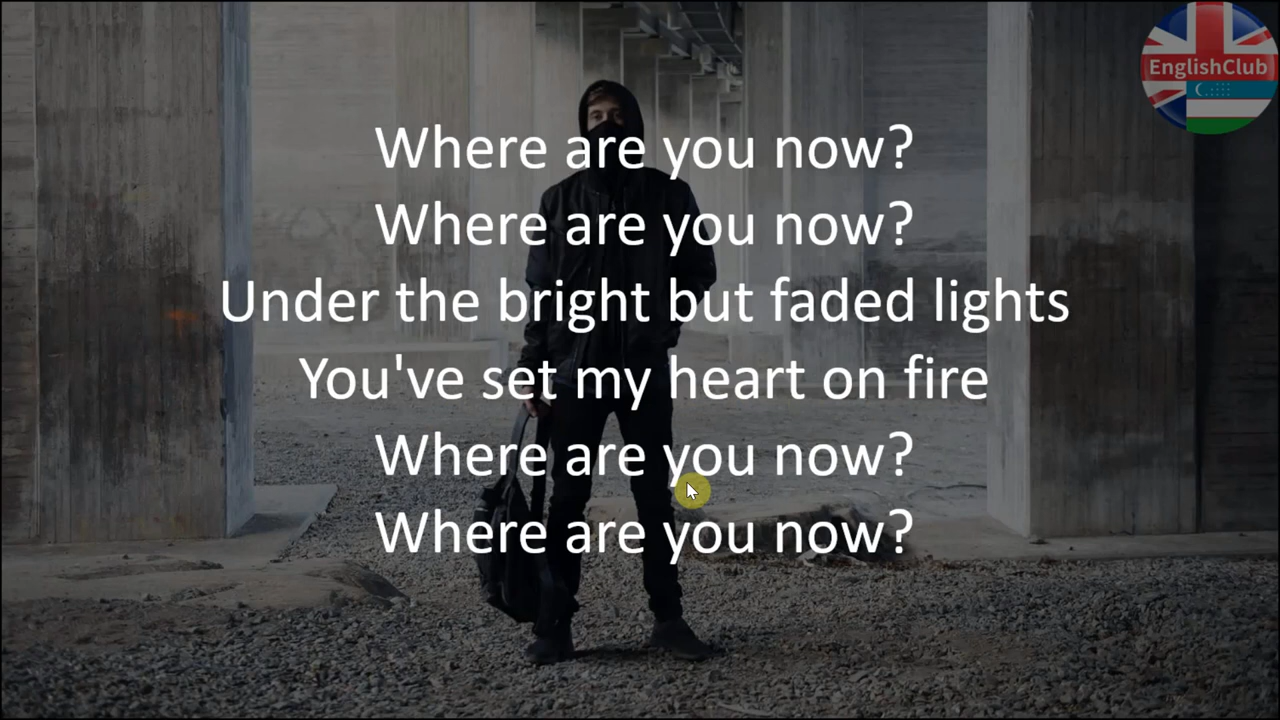 EnglishClub
Where are you now?
Where are you now?
Under the bright but faded lights
You've set my heart on fire
Where are you now?
Where are you now?